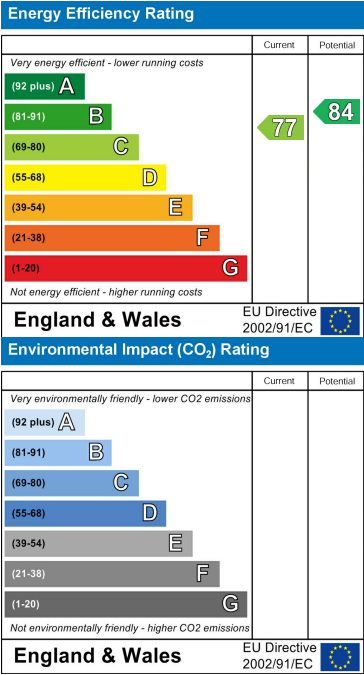 Energy Efficiency Rating
Current Potential
Very energy efficient - lower running costs
(92 plus) A
(81-91) B
(69-80) C
(55-68) D
(39-54) E
(21-38) F
(1-20) G
77
84
Not energy efficient - higher running costs
England & Wales
EU Directive
2002/91/EC
Environmental Impact (CO₂) Rating
Current Potential
Very environmentally friendly - lower CO2 emissions
(92 plus) A
(81-91) B
(69-80) C
(55-68) D
(39-54) E
(21-38) F
(1-20) G
Not environmentally friendly - higher CO2 emissions
England & Wales
EU Directive
2002/91/EC